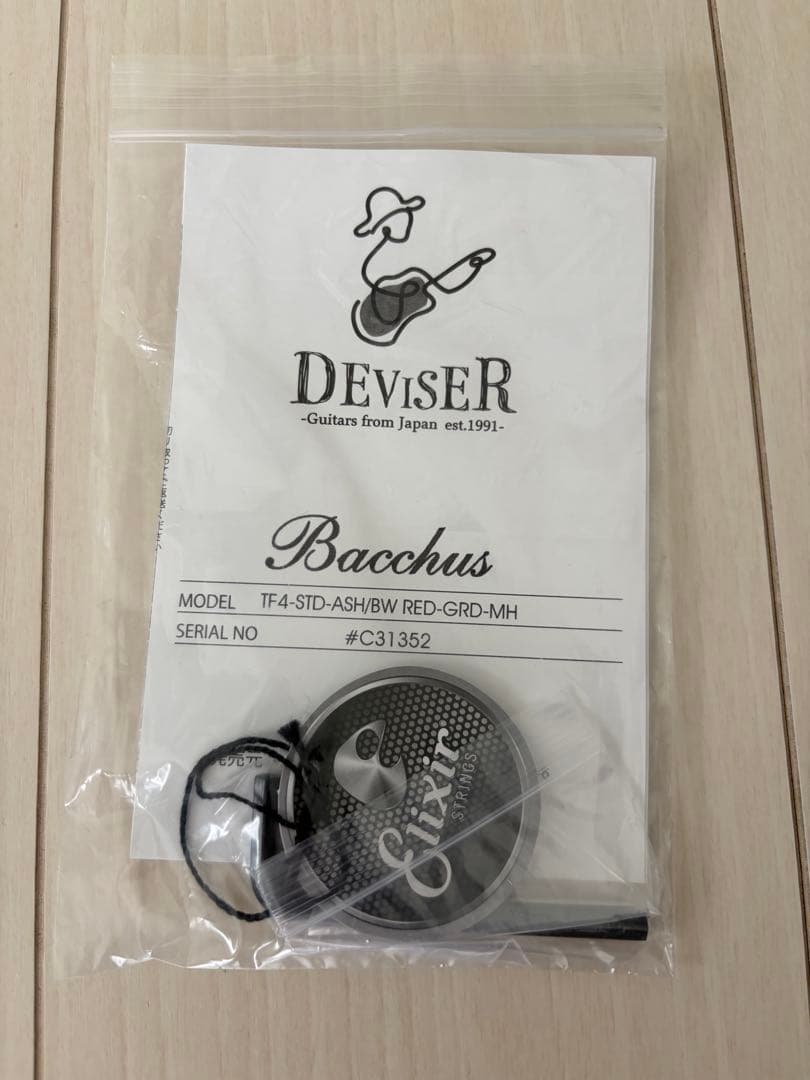 DEVISER
-Guitars from Japan est.1991-
Bacchus
MODEL TF4-STD-ASH/BW RED-GRD-MH
SERIAL NO #C31352
Elixir
STRINGS